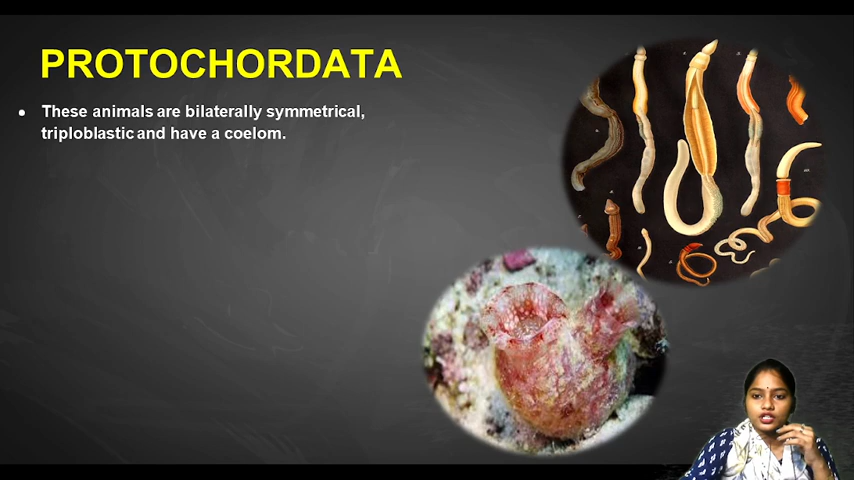 PROTOCHORDATA
• These animals are bilaterally symmetrical,
triploblastic and have a coelom.